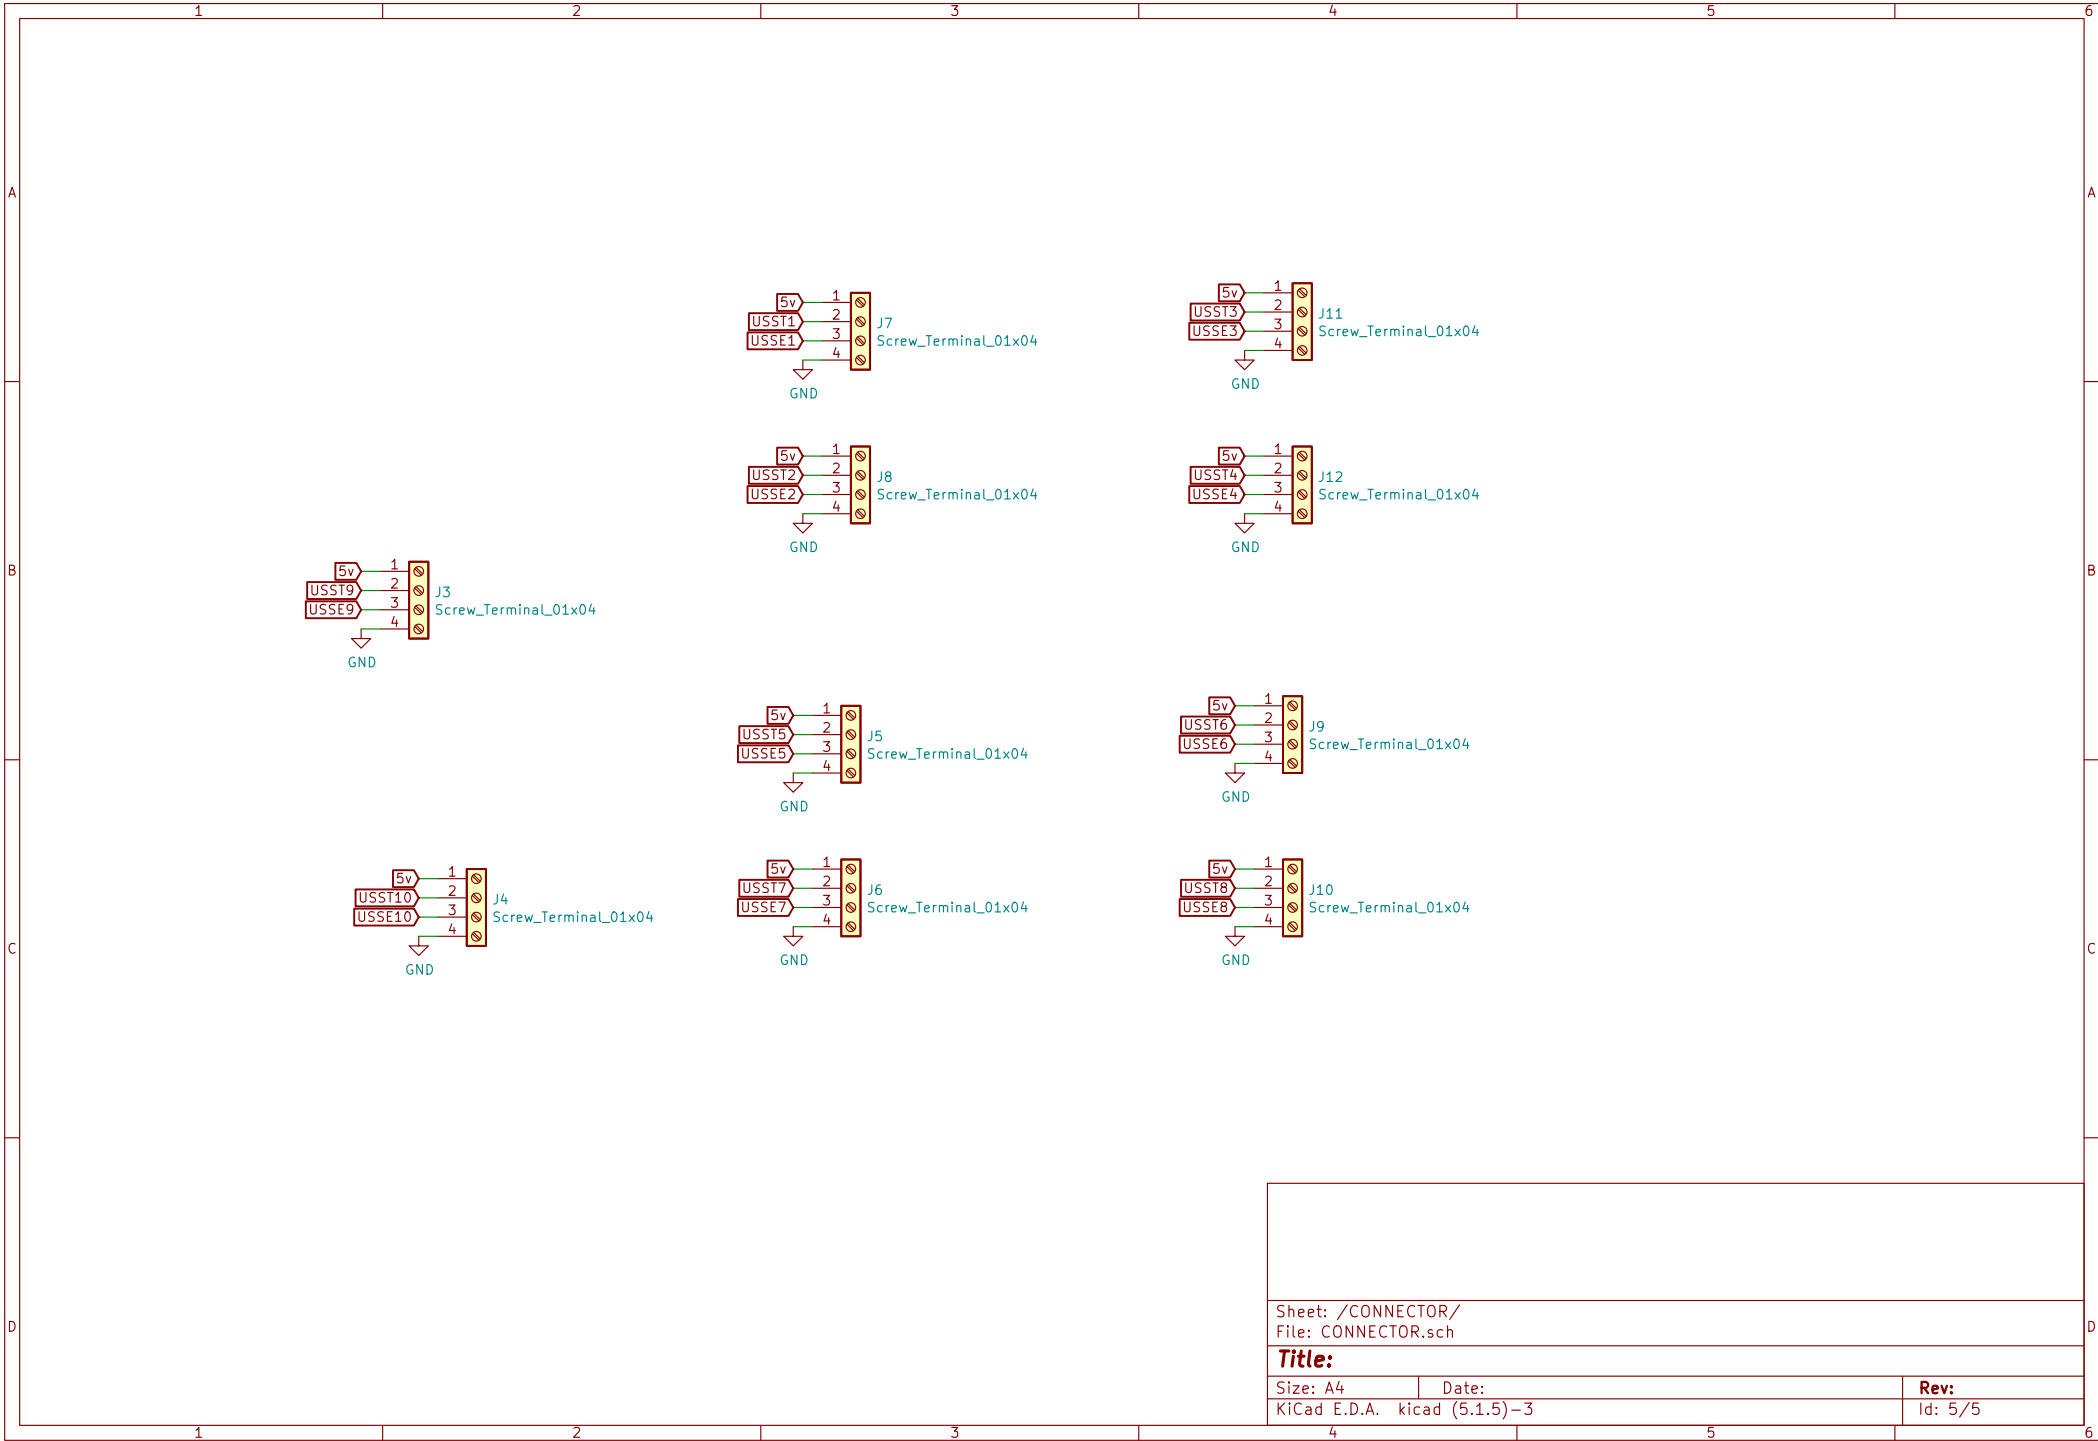 1 2 3 4 5 6
A A
5v 1
USST1 2
USSE1 3
4
J7
Screw_Terminal_01x04
GND
5v 1
USST3 2
USSE3 3
4
J11
Screw_Terminal_01x04
GND
5v 1
USST2 2
USSE2 3
4
J8
Screw_Terminal_01x04
GND
5v 1
USST4 2
USSE4 3
4
J12
Screw_Terminal_01x04
GND
B B
5v 1
USST9 2
USSE9 3
4
J3
Screw_Terminal_01x04
GND
5v 1
USST5 2
USSE5 3
4
J5
Screw_Terminal_01x04
GND
5v 1
USST6 2
USSE6 3
4
J9
Screw_Terminal_01x04
GND
5v 1
USST10 2
USSE10 3
4
J4
Screw_Terminal_01x04
GND
5v 1
USST7 2
USSE7 3
4
J6
Screw_Terminal_01x04
GND
5v 1
USST8 2
USSE8 3
4
J10
Screw_Terminal_01x04
GND
C C
D D
Sheet: /CONNECTOR/
File: CONNECTOR.sch
Title:
Size: A4 Date: Rev:
KiCad E.D.A. kicad (5.1.5)-3 Id: 5/5
1 2 3 4 5 6